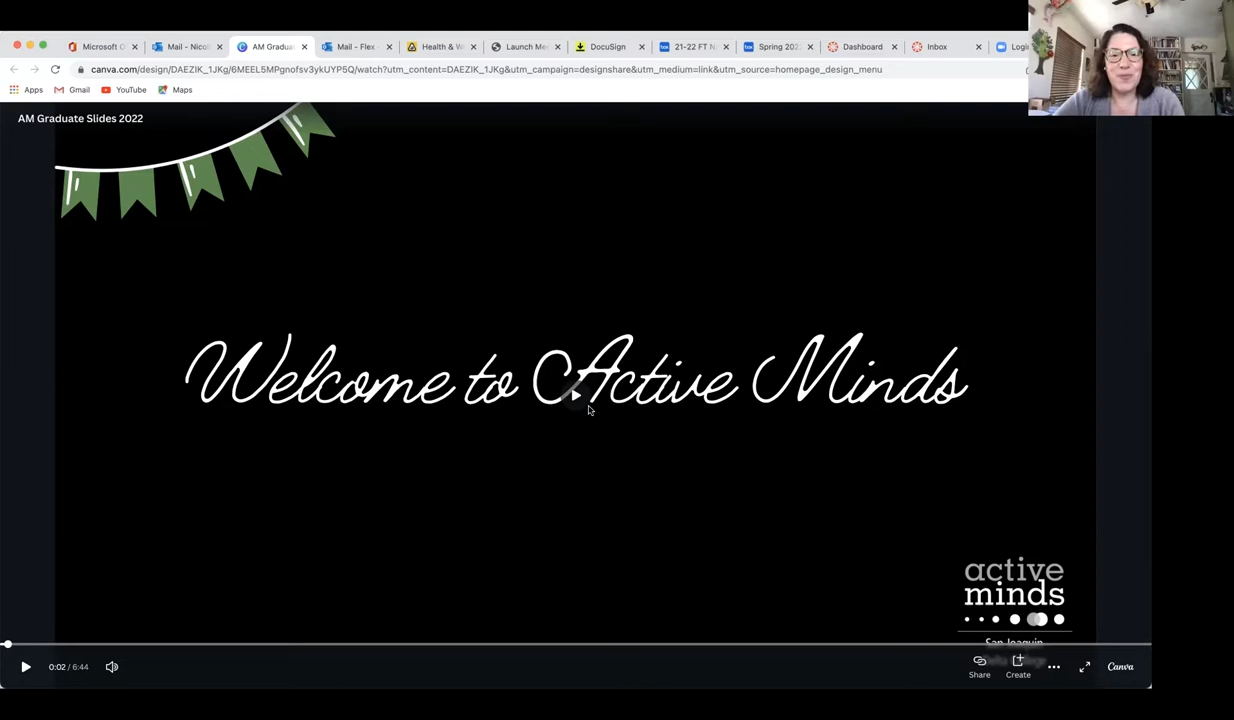 Microsoft O
Mail - Nicol
AM Gradua
Mail - Flex -
Health & W
Launch Me
DocuSign
21-22 FT N
Spring 202
Dashboard
Inbox
Login
canva.com/design/DAEZIK_1JKg/6MEEL5MPgnofsv3ykUYP5Q/watch?utm_content=DAEZIK_1JKg&utm_campaign=designshare&utm_medium=link&utm_source=homepage_design_menu
Apps
Gmail
YouTube
Maps
AM Graduate Slides 2022
Welcome to Active Minds
active
minds
San Joaquin
0:02 / 6:44
Share
Create
Canva